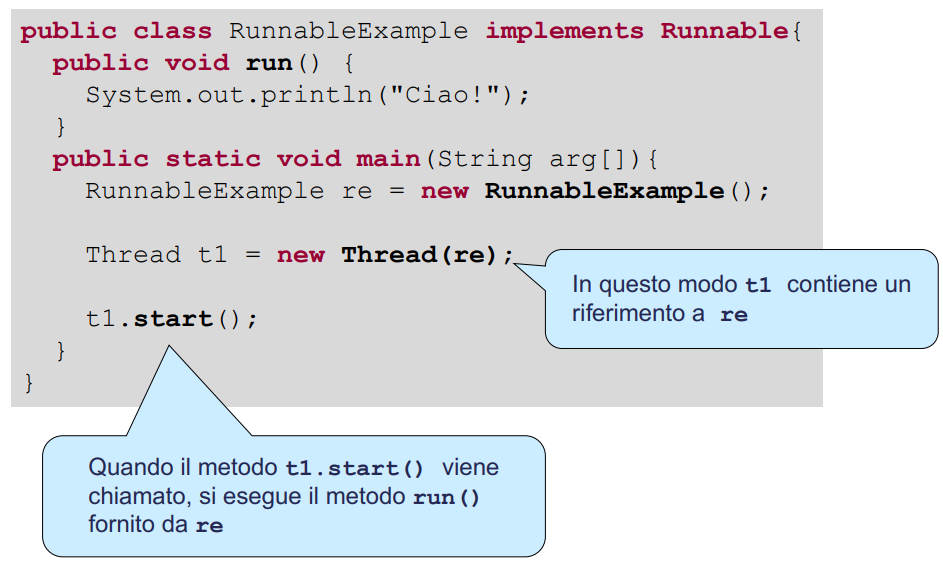 public class RunnableExample implements Runnable{
public void run() {
System.out.println("Ciao!");
}
public static void main(String arg[]){
RunnableExample re = new RunnableExample();
Thread t1 = new Thread(re);
t1.start();
}
}
In questo modo t1 contiene un
riferimento a re
Quando il metodo t1.start() viene
chiamato, si esegue il metodo run()
fornito da re